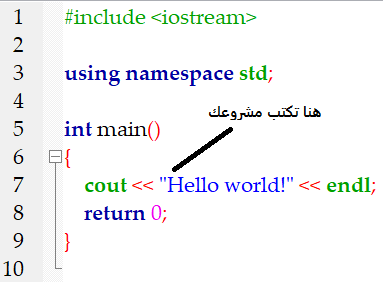 1 #include <iostream>
2
3 using namespace std;
4
هنا تكتب مشروعك
5 int main()
6 {
7 cout << "Hello world!" << endl;
8 return 0;
9 }
10